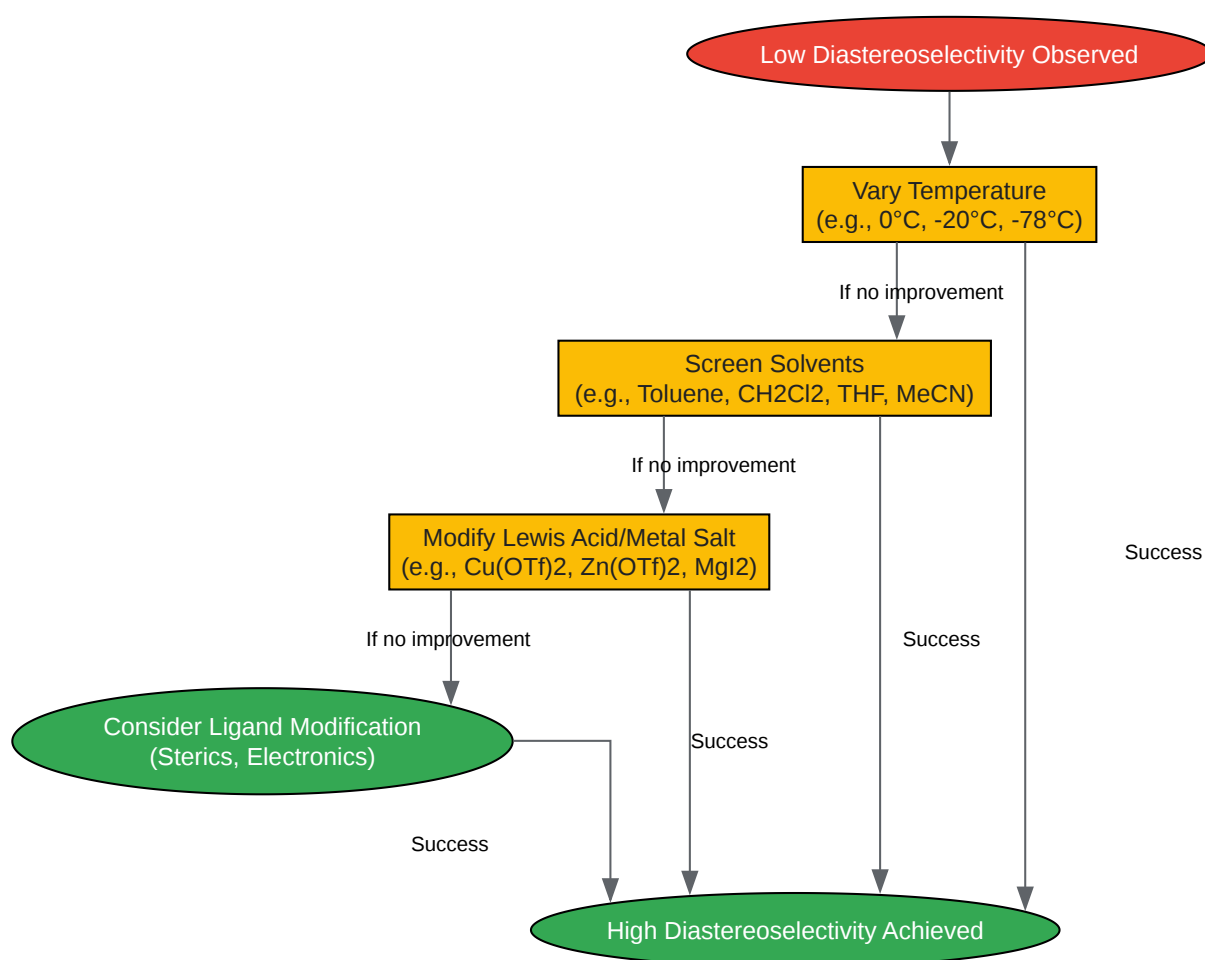 Low Diastereoselectivity Observed
Vary Temperature
(e.g., 0°C, -20°C, -78°C)
If no improvement
Screen Solvents
(e.g., Toluene, CH2Cl2, THF, MeCN)
If no improvement
Modify Lewis Acid/Metal Salt
(e.g., Cu(OTf)2, Zn(OTf)2, MgI2)
Success
If no improvement
Success
Consider Ligand Modification
(Sterics, Electronics)
Success
Success
High Diastereoselectivity Achieved